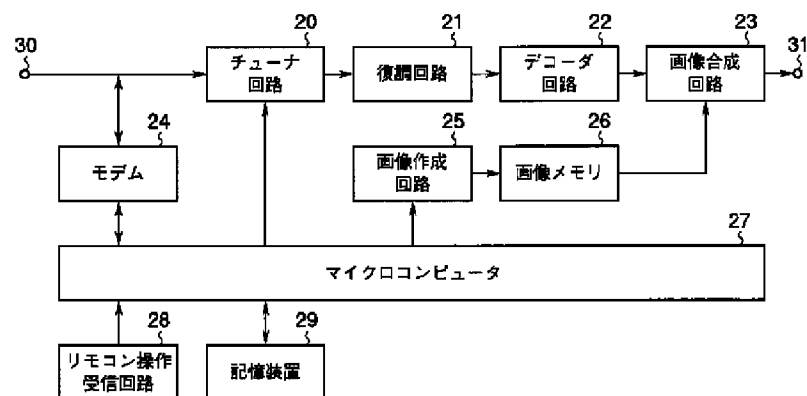 20
21
22
23
30
チューナ
回路
復調回路
デコーダ
回路
画像合成
回路
31
24
25
26
モデム
画像作成
回路
画像メモリ
27
マイクロコンピュータ
28
29
リモコン操作
受信回路
記憶装置